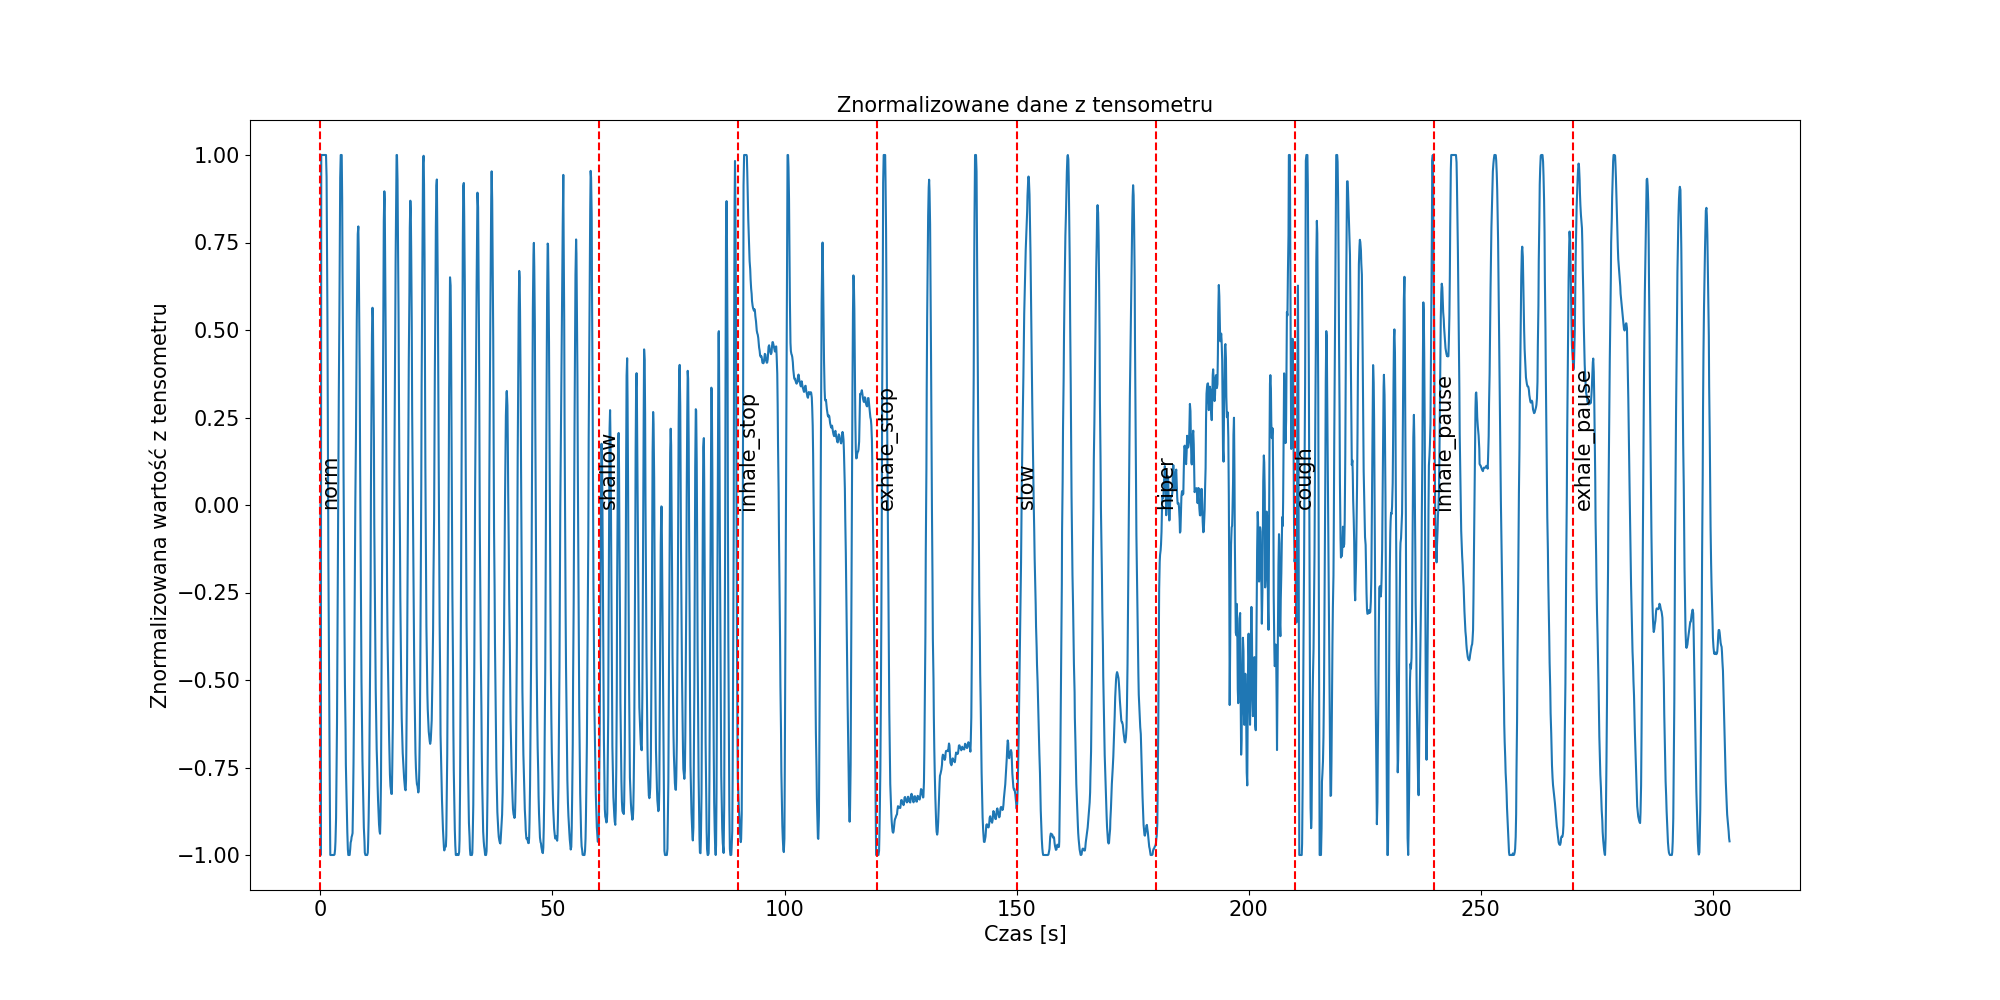 Znormalizowane dane z tensometru
Znormalizowana wartość z tensometru
1.00
0.75
0.50
0.25
0.00
−0.25
−0.50
−0.75
−1.00
norm
shallow
inhale_stop
exhale_stop
slow
hiper
cough
inhale_pause
exhale_pause
0 50 100 150 200 250 300
Czas [s]